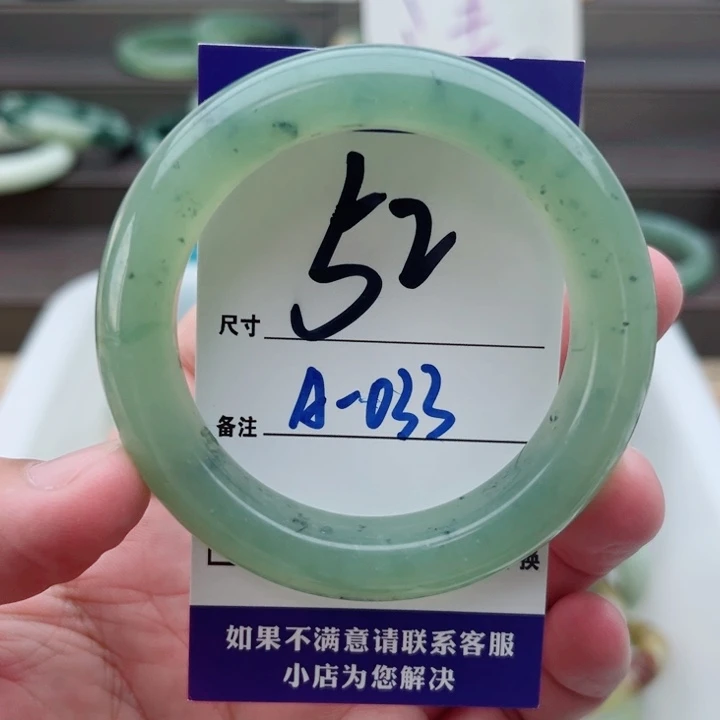 尺寸 52
备注 A-033
换
如果不满意请联系客服
小店为您解决